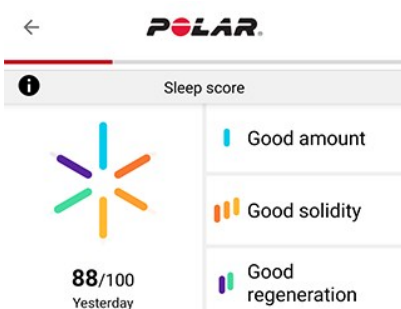 POLAR.
Sleep score
Good amount
Good solidity
Good
regeneration
88/100
Yesterday